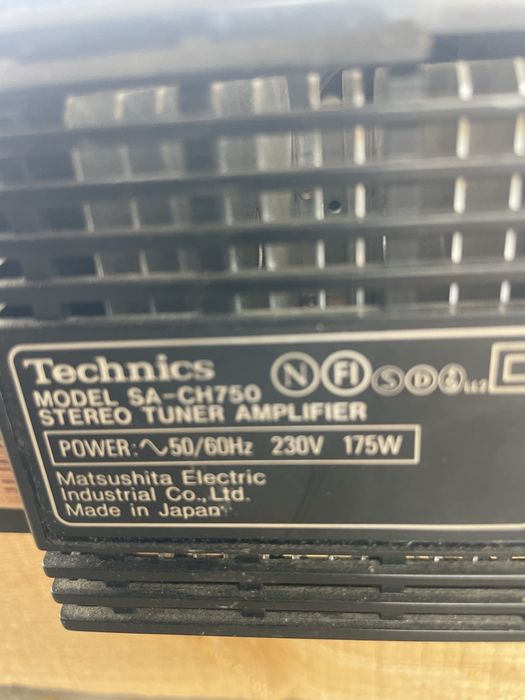 Technics N FI S D
MODEL SA-CH750
STEREO TUNER AMPLIFIER
POWER:∿50/60Hz 230V 175W
Matsushita Electric
Industrial Co.,Ltd.
Made in Japan